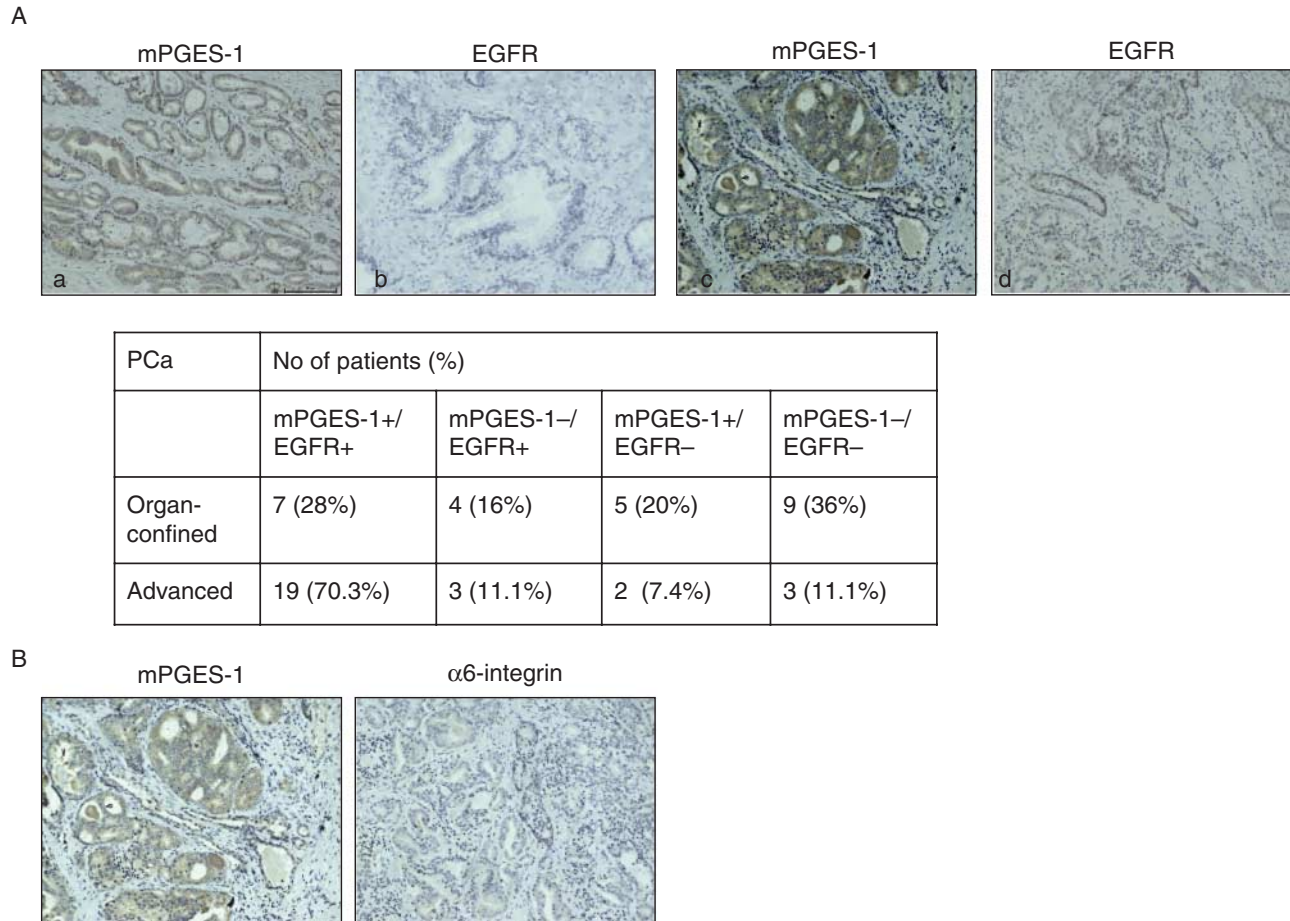 A
mPGES-1 EGFR mPGES-1 EGFR
a b c d
PCa No of patients (%)
mPGES-1+/ mPGES-1–/ mPGES-1+/ mPGES-1–/
EGFR+ EGFR+ EGFR– EGFR–
Organ- 7 (28%) 4 (16%) 5 (20%) 9 (36%)
confined
Advanced 19 (70.3%) 3 (11.1%) 2 (7.4%) 3 (11.1%)
B
mPGES-1 α6-integrin